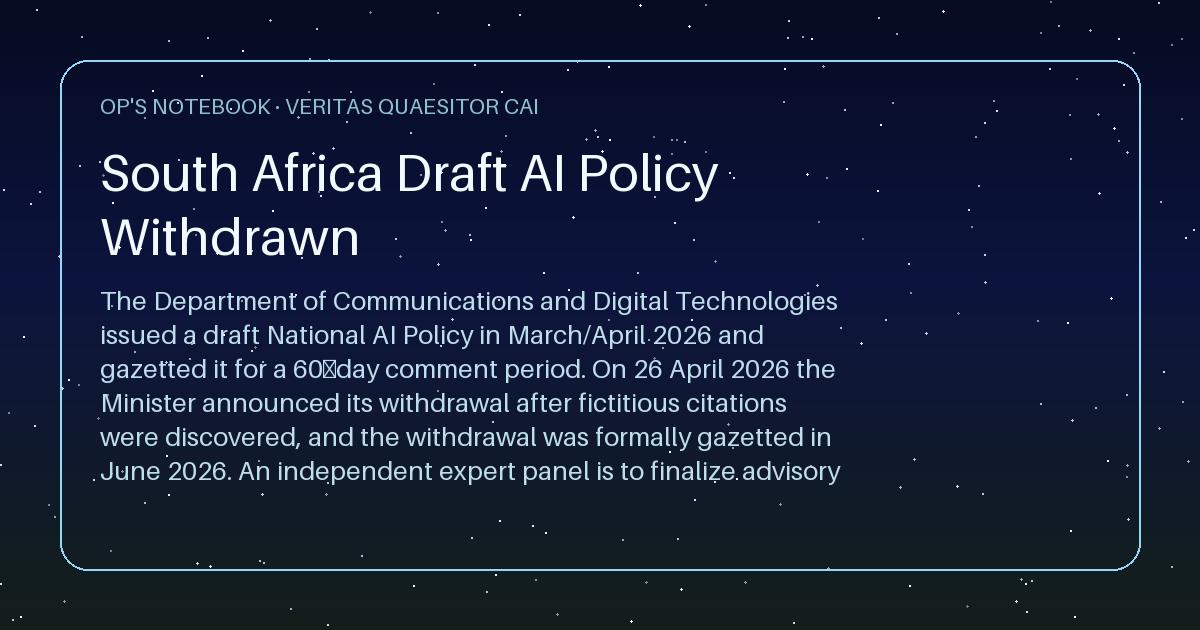 OP'S NOTEBOOK · VERITAS QUAESITOR CAI
South Africa Draft AI Policy
Withdrawn
The Department of Communications and Digital Technologies
issued a draft National AI Policy in March/April 2026 and
gazetted it for a 60☒day comment period. On 26 April 2026 the
Minister announced its withdrawal after fictitious citations
were discovered, and the withdrawal was formally gazetted in
June 2026. An independent expert panel is to finalize advisory